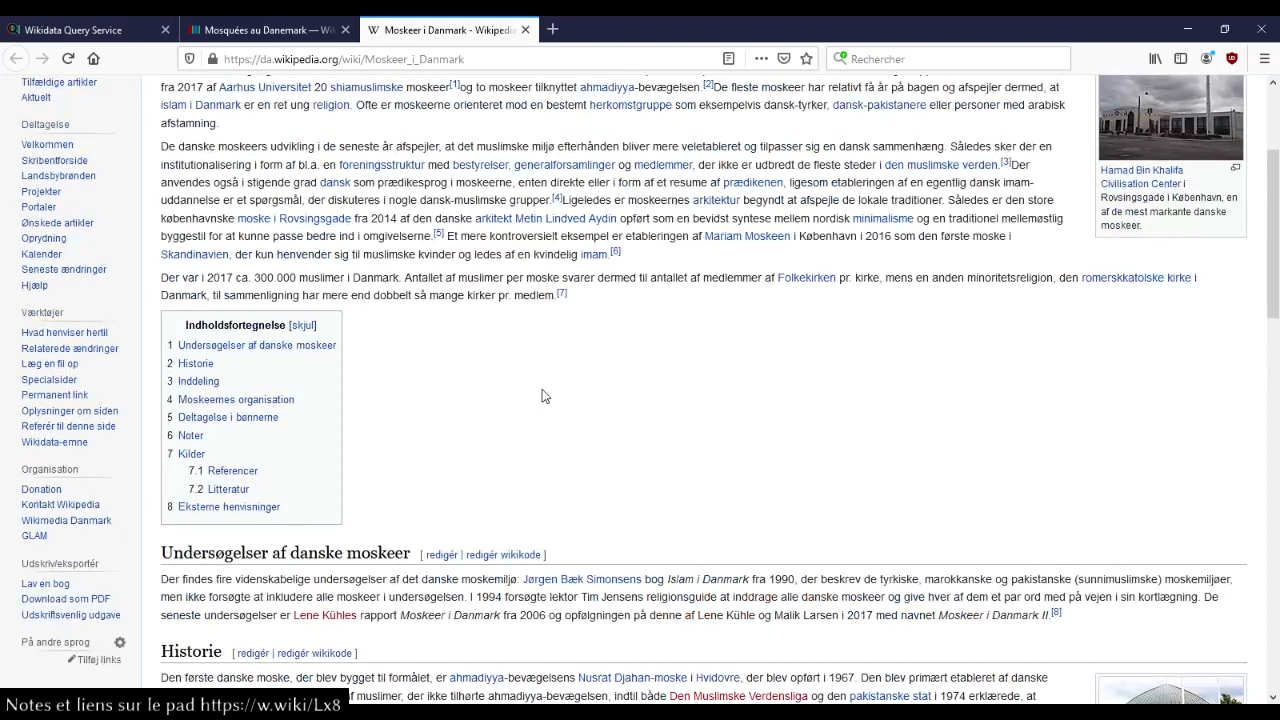 Wikidata Query Service
Mosquées au Danemark — Wiki
Moskeer i Danmark - Wikipedia
https://da.wikipedia.org/wiki/Moskeer_i_Danmark
Rechercher
Tilfældige artikler
Aktuelt
Deltagelse
Velkommen
Skribentforside
Landsbybrønden
Projekter
Portaler
Ønskede artikler
Oprydning
Kalender
Seneste ændringer
Hjælp
Værktøjer
Hvad henviser hertil
Relaterede ændringer
Læg en fil op
Specialsider
Permanent link
Oplysninger om siden
Referér til denne side
Wikidata-emne
Organisation
Donation
Kontakt Wikipedia
Wikimedia Danmark
GLAM
Udskriv/eksportér
Lav en bog
Download som PDF
Udskriftsvenlig udgave
På andre sprog
Tilføj links
fra 2017 af Aarhus Universitet 20 shiamuslimske moskeer[1]og to moskeer tilknyttet ahmadiyya-bevægelsen.[2]De fleste moskeer har relativt få år på bagen og afspejler dermed, at
islam i Danmark er en ret ung religion. Ofte er moskeerne orienteret mod en bestemt herkomstgruppe som eksempelvis dansk-tyrker, dansk-pakistanere eller personer med arabisk
afstamning.
De danske moskeers udvikling i de seneste år afspejler, at det muslimske miljø efterhånden bliver mere veletableret og tilpasser sig en dansk sammenhæng. Således sker der en
institutionalisering i form af bl.a. en foreningsstruktur med bestyrelser, generalforsamlinger og medlemmer, der ikke er udbredt de fleste steder i den muslimske verden.[3]Der
anvendes også i stigende grad dansk som prædikesprog i moskeerne, enten direkte eller i form af et resume af prædikenen, ligesom etableringen af en egentlig dansk imam-
uddannelse er et spørgsmål, der diskuteres i nogle dansk-muslimske grupper.[4]Ligeledes er moskeernes arkitektur begyndt at afspejle de lokale traditioner. Således er den store
københavnske moske i Rovsingsgade fra 2014 af den danske arkitekt Metin Lindved Aydin opført som en bevidst syntese mellem nordisk minimalisme og en traditionel mellemøstlig
byggestil for at kunne passe bedre ind i omgivelserne.[5] Et mere kontroversielt eksempel er etableringen af Mariam Moskeen i København i 2016 som den første moske i
Skandinavien, der kun henvender sig til muslimske kvinder og ledes af en kvindelig imam.[6]
Der var i 2017 ca. 300.000 muslimer i Danmark. Antallet af muslimer per moske svarer dermed til antallet af medlemmer af Folkekirken pr. kirke, mens en anden minoritetsreligion, den romerskkatolske kirke i
Danmark, til sammenligning har mere end dobbelt så mange kirker pr. medlem.[7]
Hamad Bin Khalifa
Civilisation Center i
Rovsingsgade i København, en
af de mest markante danske
moskeer.
Indholdsfortegnelse [skjul]
1 Undersøgelser af danske moskeer
2 Historie
3 Inddeling
4 Moskeernes organisation
5 Deltagelse i bønnerne
6 Noter
7 Kilder
7.1 Referencer
7.2 Litteratur
8 Eksterne henvisninger
Undersøgelser af danske moskeer [ redigér | redigér wikikode ]
Der findes fire videnskabelige undersøgelser af det danske moskemiljø: Jørgen Bæk Simonsens bog Islam i Danmark fra 1990, der beskrev de tyrkiske, marokkanske og pakistanske (sunnimuslimske) moskemiljøer,
men ikke forsøgte at inkludere alle moskeer i undersøgelsen. I 1994 forsøgte lektor Tim Jensens religionsguide at inddrage alle danske moskeer og give hver af dem et par ord med på vejen i sin kortlægning. De
seneste undersøgelser er Lene Kühles rapport Moskeer i Danmark fra 2006 og opfølgningen på denne af Lene Kühle og Malik Larsen i 2017 med navnet Moskeer i Danmark II.[8]
Historie [ redigér | redigér wikikode ]
Den første danske moske, der blev bygget til formålet, er ahmadiyya-bevægelsens Nusrat Djahan-moske i Hvidovre, der blev opført i 1967. Den blev primært etableret af danske
af muslimer, der ikke tilhørte ahmadiyya-bevægelsen, indtil både Den Muslimske Verdensliga og den pakistanske stat i 1974 erklærede, at
Notes et liens sur le pad https://w.wiki/Lx8